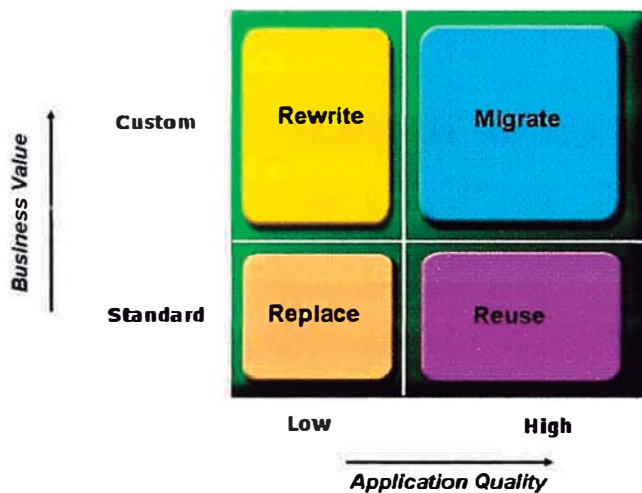 Business Value
Custom
Rewrite
Migrate
Standard
Replace
Reuse
Low
High
Application Quality